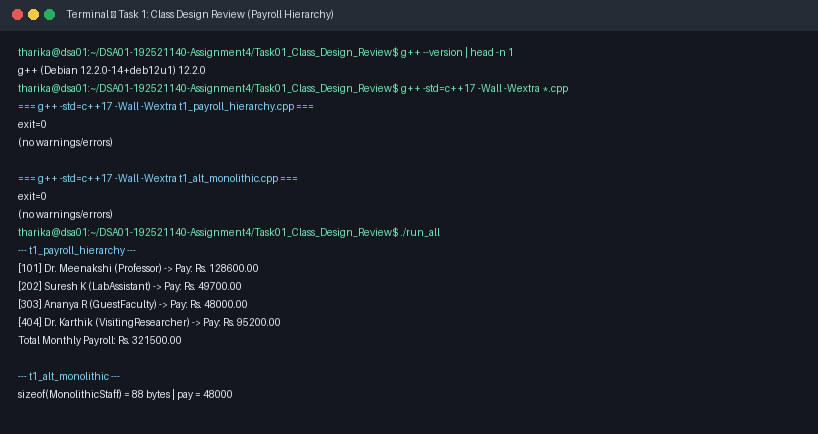 Terminal ▯ Task 1: Class Design Review (Payroll Hierarchy)
tharika@dsa01:~/DSA01-192521140-Assignment4/Task01_Class_Design_Review$ g++ --version | head -n 1
g++ (Debian 12.2.0-14+deb12u1) 12.2.0
tharika@dsa01:~/DSA01-192521140-Assignment4/Task01_Class_Design_Review$ g++ -std=c++17 -Wall -Wextra *.cpp
=== g++ -std=c++17 -Wall -Wextra t1_payroll_hierarchy.cpp ===
exit=0
(no warnings/errors)
=== g++ -std=c++17 -Wall -Wextra t1_alt_monolithic.cpp ===
exit=0
(no warnings/errors)
tharika@dsa01:~/DSA01-192521140-Assignment4/Task01_Class_Design_Review$ ./run_all
--- t1_payroll_hierarchy ---
[101] Dr. Meenakshi (Professor) -> Pay: Rs. 128600.00
[202] Suresh K (LabAssistant) -> Pay: Rs. 49700.00
[303] Ananya R (GuestFaculty) -> Pay: Rs. 48000.00
[404] Dr. Karthik (VisitingResearcher) -> Pay: Rs. 95200.00
Total Monthly Payroll: Rs. 321500.00
--- t1_alt_monolithic ---
sizeof(MonolithicStaff) = 88 bytes | pay = 48000